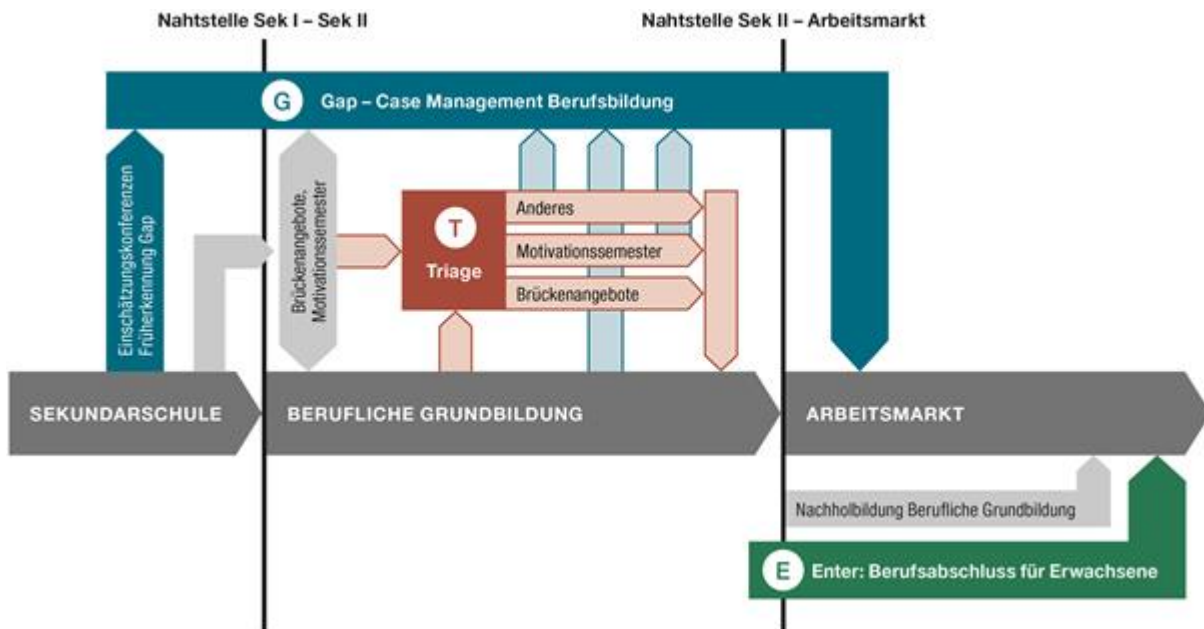 Nahtstelle Sek I – Sek II
Nahtstelle Sek II – Arbeitsmarkt
G
Gap – Case Management Berufsbildung
Einschätzungskonferenzen
Früherkennung Gap
Brückenangebote,
Motivationssemester
T
Triage
Anderes
Motivationssemester
Brückenangebote
SEKUNDARSCHULE
BERUFLICHE GRUNDBILDUNG
ARBEITSMARKT
Nachholbildung Berufliche Grundbildung
E
Enter: Berufsabschluss für Erwachsene